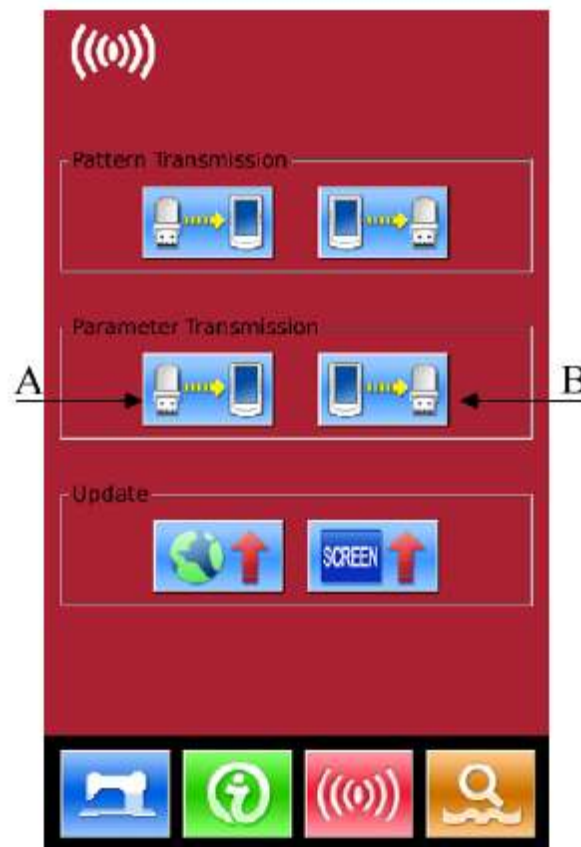 Pattern Transmission
Parameter Transmission
A
B
Update
SCREEN